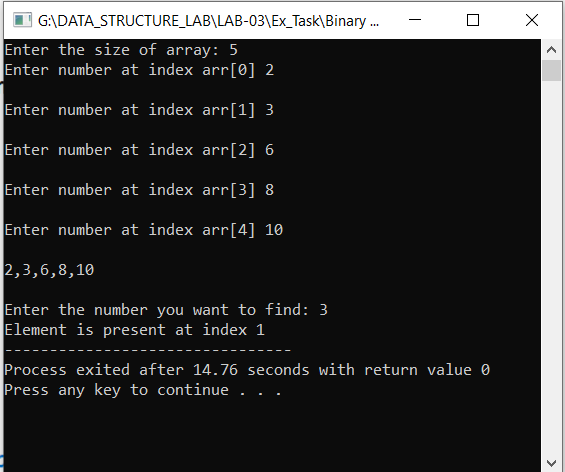 G:\DATA_STRUCTURE_LAB\LAB-03\Ex_Task\Binary ...
Enter the size of array: 5
Enter number at index arr[0] 2
Enter number at index arr[1] 3
Enter number at index arr[2] 6
Enter number at index arr[3] 8
Enter number at index arr[4] 10
2,3,6,8,10
Enter the number you want to find: 3
Element is present at index 1
--------------------------------
Process exited after 14.76 seconds with return value 0
Press any key to continue . . .